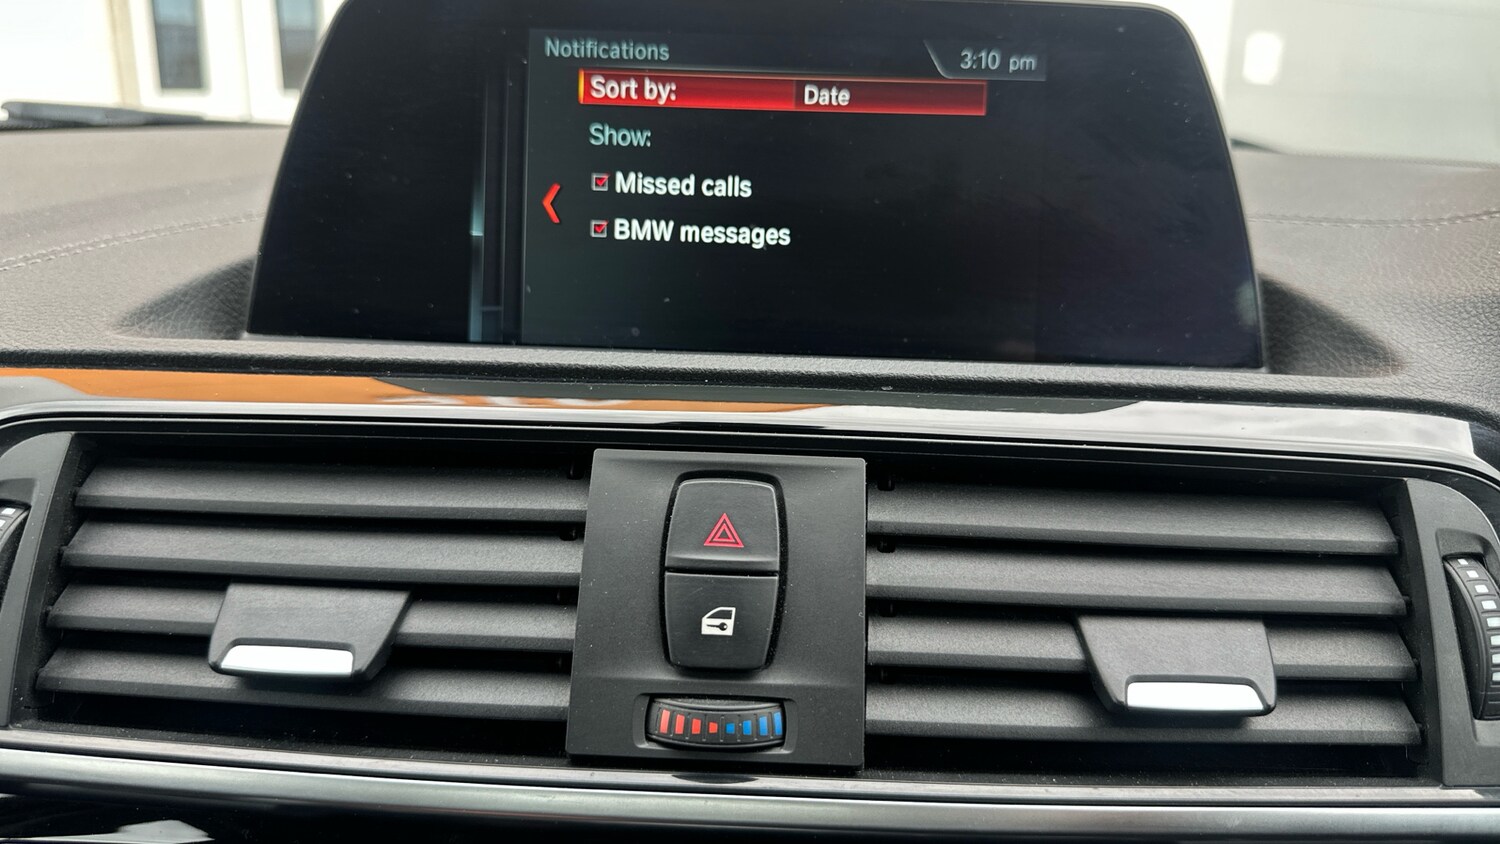 Notifications 3:10 pm
Sort by: Date
Show:
Missed calls
BMW messages